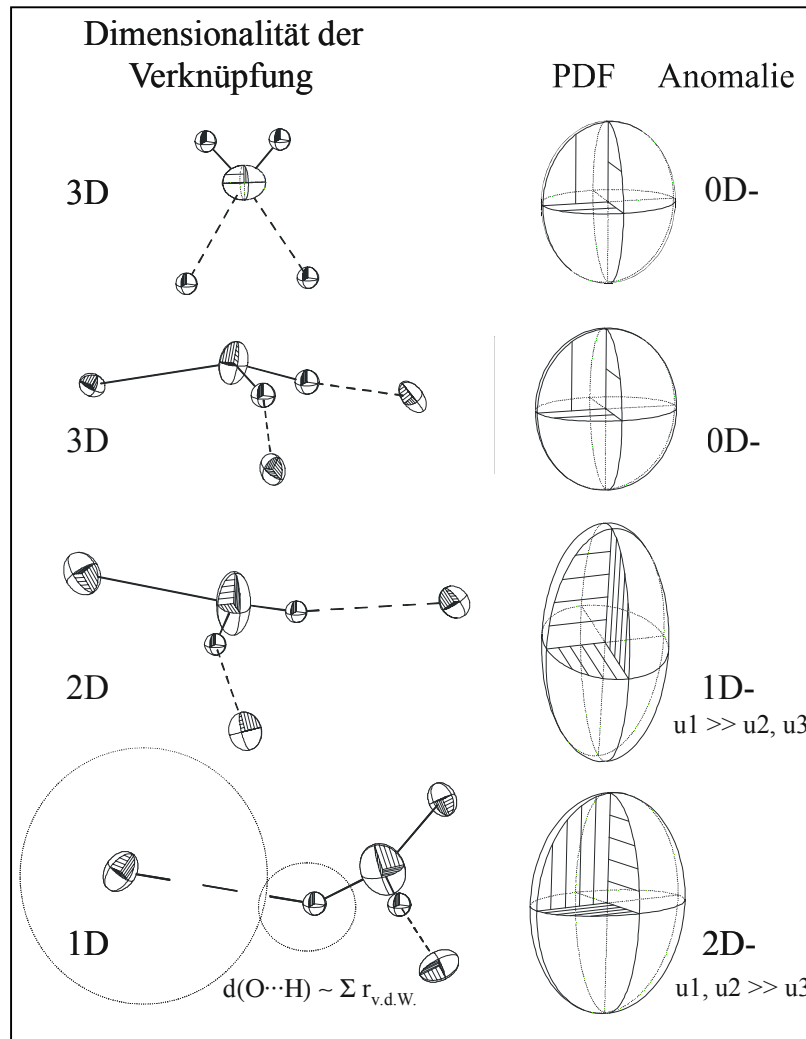 Dimensionalität der
Verknüpfung
PDF Anomalie
3D
0D-
3D
0D-
2D
1D-
u1 >> u2, u3
1D
d(O···H) ~ Σ r_v.d.W.
2D-
u1, u2 >> u3